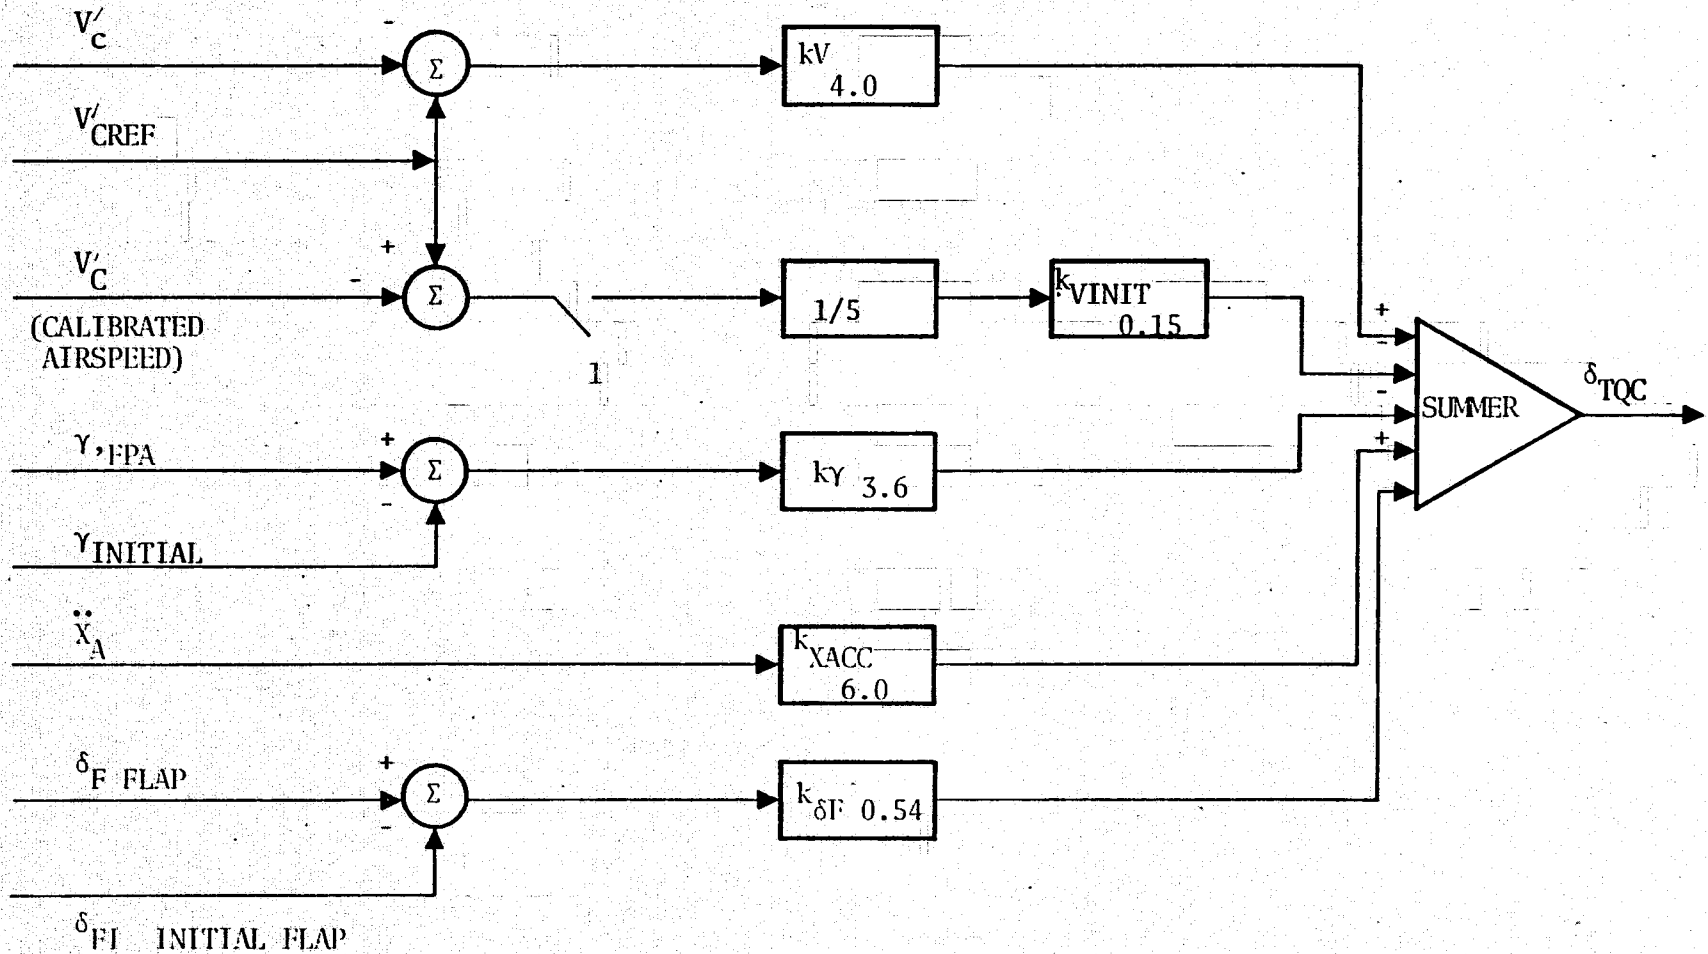 V'c
-
Σ
kV
4.0
V'CREF
+
V'C
-
Σ
(CALIBRATED
AIRSPEED)
1
1/5
kVINIT
0.15
+
-
-
+
SUMMER
δTQC
γ,FPA
+
Σ
-
kγ 3.6
γINITIAL
ẌA
kXACC
6.0
δF FLAP
+
Σ
-
kδF 0.54
δFI INITIAL FLAP